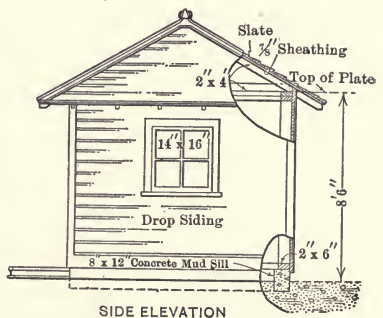 Slate
⅞" Sheathing
Top of Plate
2" x 4"
14" x 16"
8'6"
Drop Siding
2" x 6"
8" x 12" Concrete Mud Sill
SIDE ELEVATION